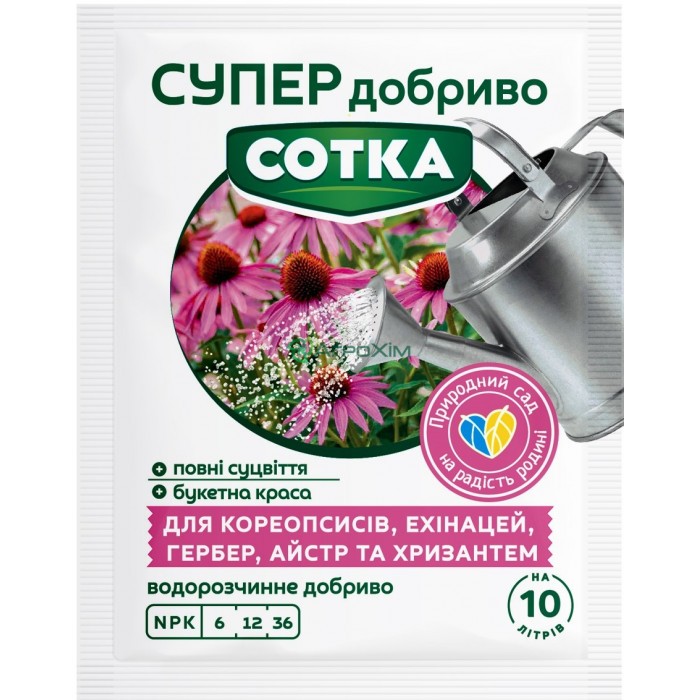 СУПЕР добриво
СОТКА
АГРОХІМ
Природний сад
на радість родині
повні суцвіття
букетна краса
ДЛЯ КОРЕОПСИСІВ, ЕХІНАЦЕЙ,
ГЕРБЕР, АЙСТР ТА ХРИЗАНТЕМ
водорозчинне добриво
NPK 6 12 36
НА
10
ЛІТРІВ